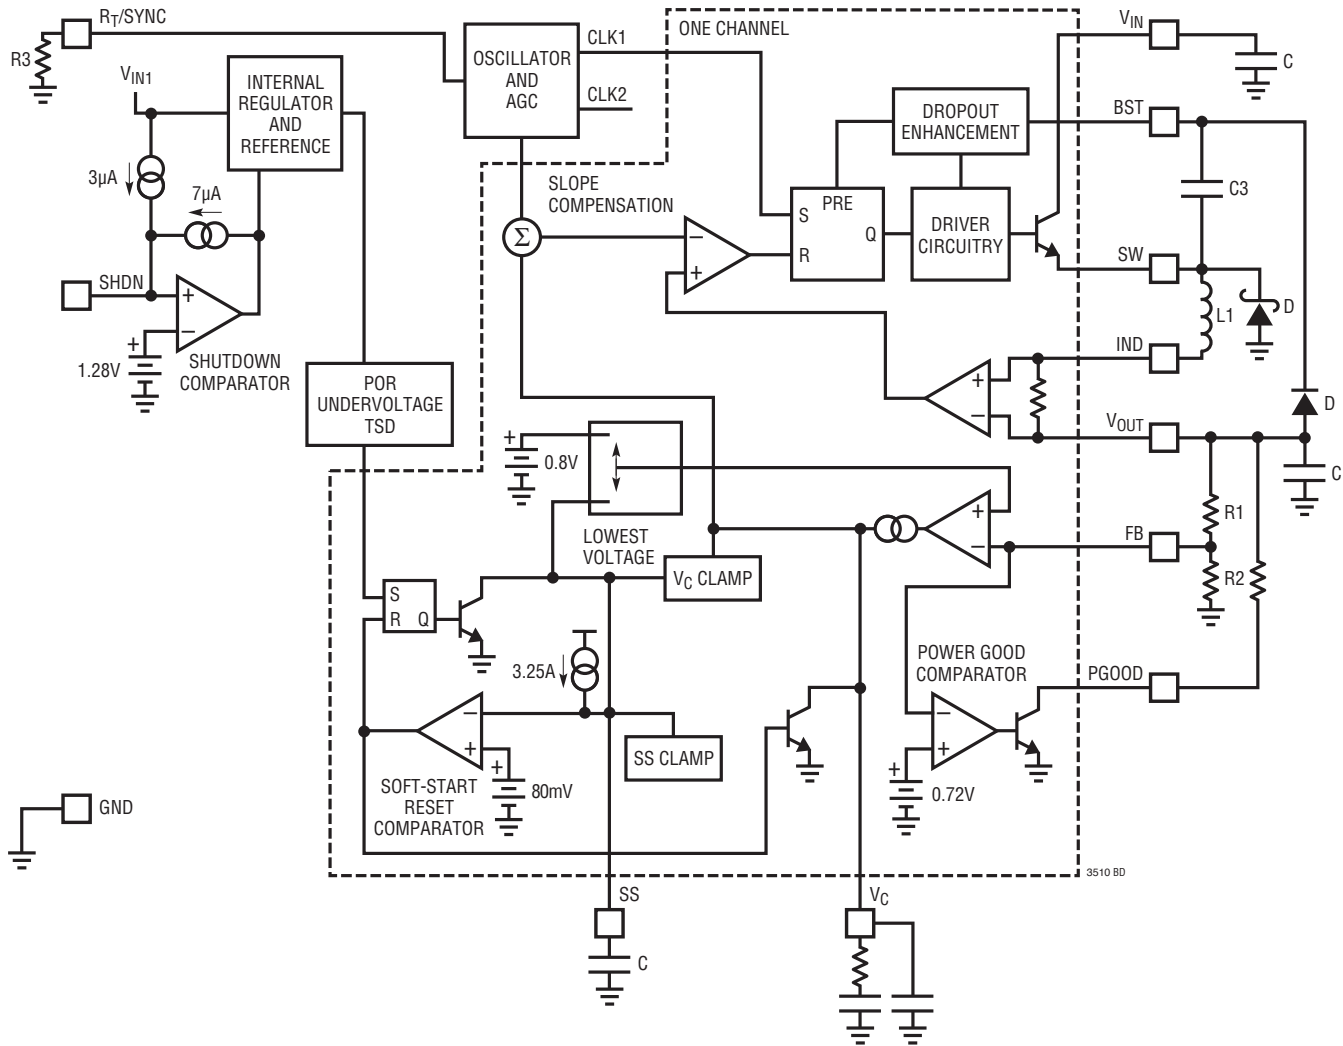 RT/SYNC
R3
VIN1
INTERNAL
REGULATOR
AND
REFERENCE
3µA
7µA
SHDN
+
−
+
1.28V
SHUTDOWN
COMPARATOR
OSCILLATOR
AND
AGC
CLK1
CLK2
ONE CHANNEL
SLOPE
COMPENSATION
Σ
−
+
PRE
S
Q
R
DROPOUT
ENHANCEMENT
DRIVER
CIRCUITRY
VIN
C
BST
C3
SW
L1
D
IND
+
−
VOUT
D
C
R1
FB
R2
PGOOD
POR
UNDERVOLTAGE
TSD
+
0.8V
LOWEST
VOLTAGE
VC CLAMP
+
−
S
R Q
3.25A
−
+
SS CLAMP
+
80mV
SOFT-START
RESET
COMPARATOR
POWER GOOD
COMPARATOR
−
+
+
0.72V
GND
3510 BD
SS
C
VC